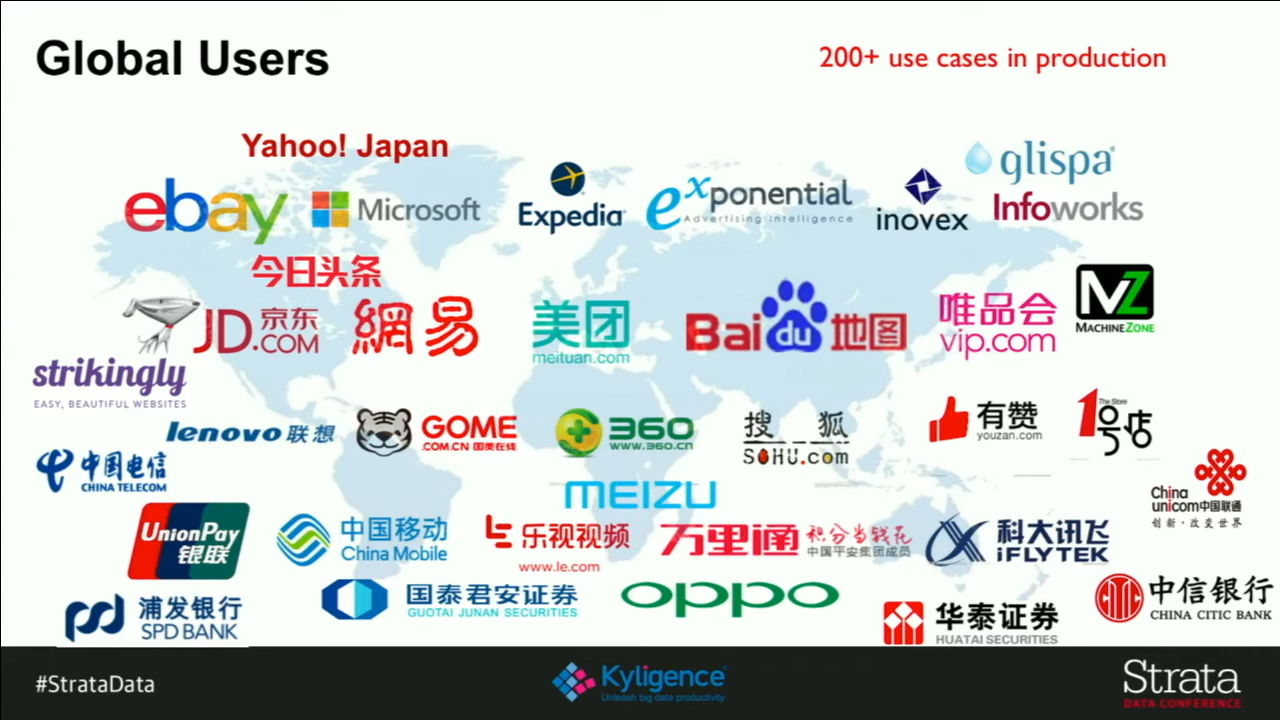 Global Users
200+ use cases in production
Yahoo! Japan
ebay
Microsoft
Expedia
exponential
Advertising Intelligence
inovex
glispa
Infoworks
今日头条
JD.COM 京东
網易
美团
meituan.com
Bai du 地图
唯品会
vip.com
MZ
MACHINE ZONE
strikingly
EASY, BEAUTIFUL WEBSITES
lenovo 联想
GOME
.COM.CN 国美在线
360
WWW.360.CN
搜狐
SOHU.com
有赞
youzan.com
The Store
1号店
中国电信
CHINA TELECOM
MEIZU
China
unicom中国联通
创新·改变世界
UnionPay
银联
中国移动
China Mobile
乐视视频
www.le.com
万里通 积分当钱花
中国平安集团成员
科大讯飞
iFLYTEK
浦发银行
SPD BANK
国泰君安证券
GUOTAI JUNAN SECURITIES
oppo
华泰证券
HUATAI SECURITIES
中信银行
CHINA CITIC BANK
#StrataData
Kyligence
Unleash big data productivity
Strata
DATA CONFERENCE